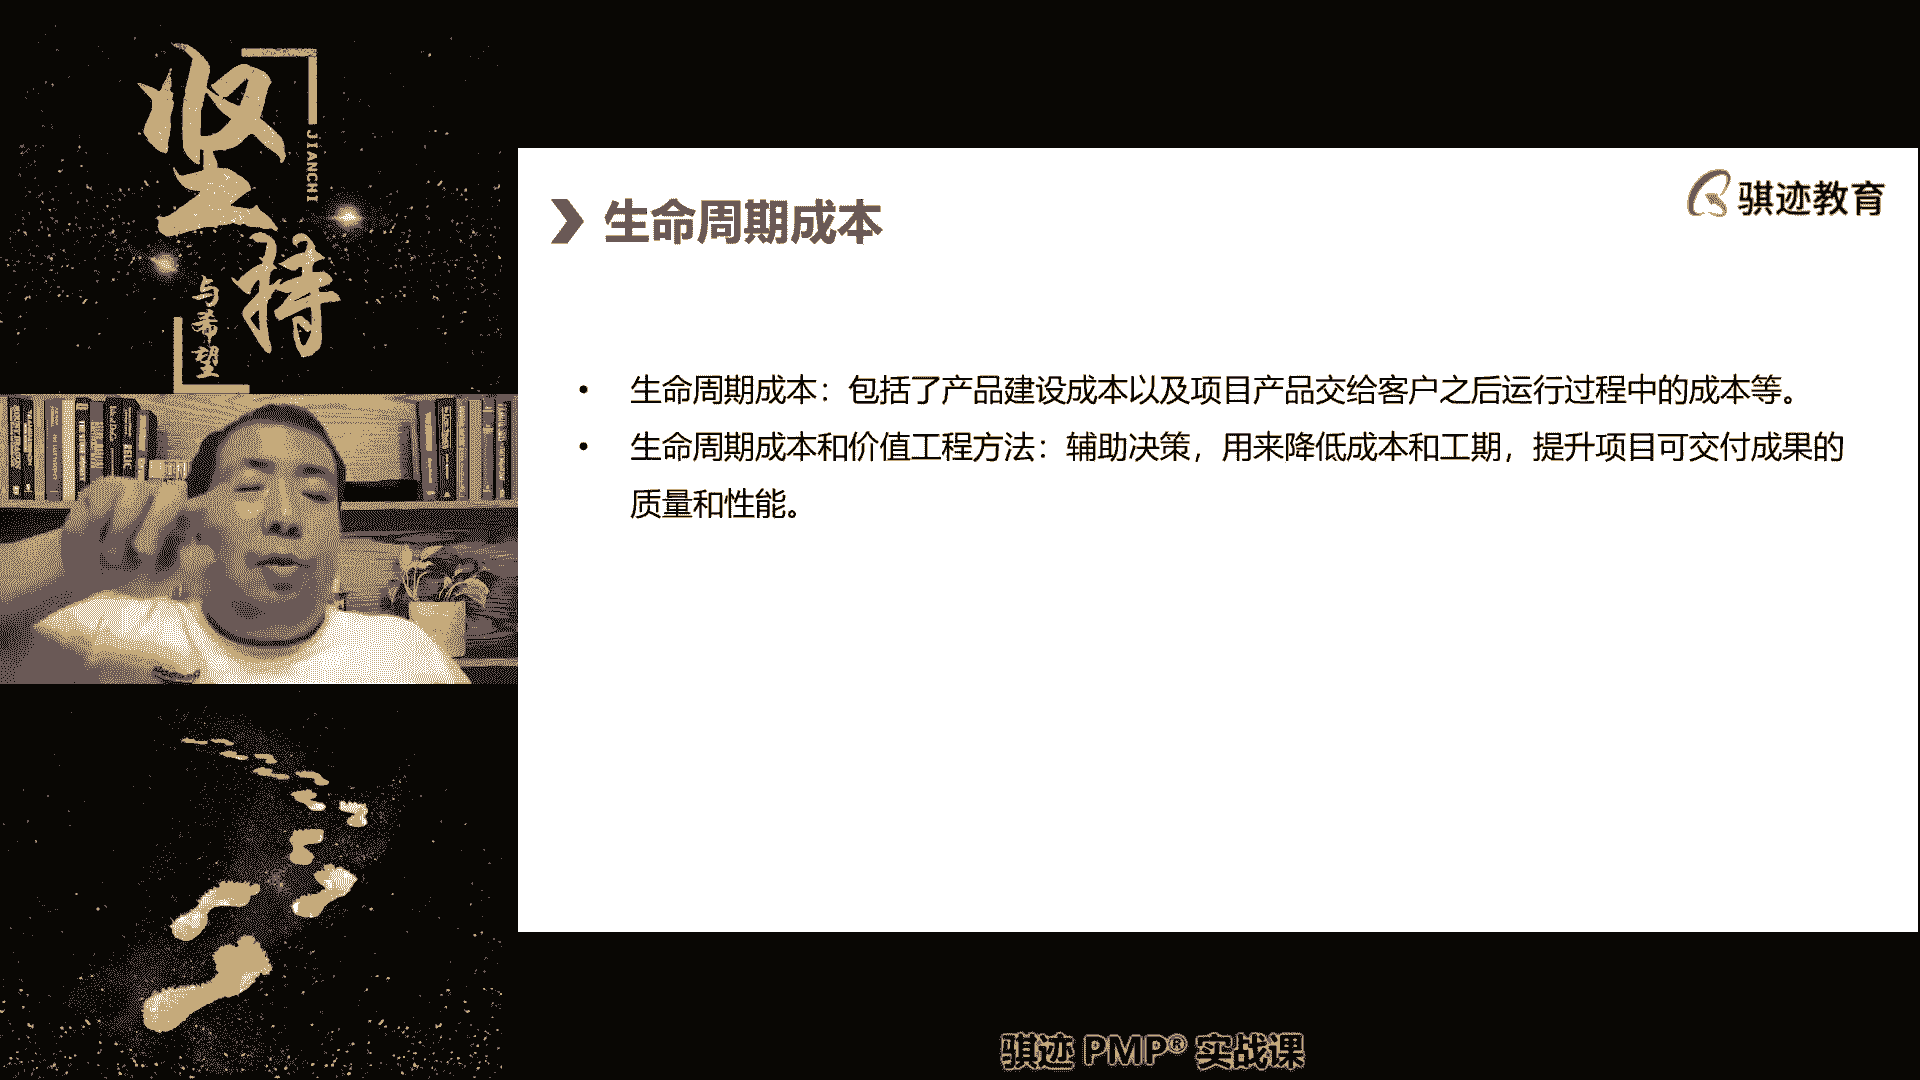 坚持
JIANCHI
与希望
骐迹教育
生命周期成本
• 生命周期成本：包括了产品建设成本以及项目产品交给客户之后运行过程中的成本等。
• 生命周期成本和价值工程方法：辅助决策，用来降低成本和工期，提升项目可交付成果的
质量和性能。
骐迹 PMP® 实战课